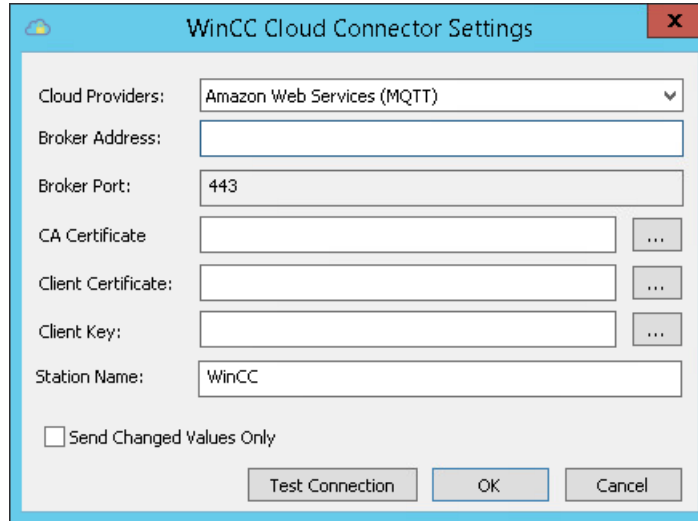 WinCC Cloud Connector Settings
x
Cloud Providers: Amazon Web Services (MQTT)
Broker Address:
Broker Port: 443
CA Certificate ...
Client Certificate: ...
Client Key: ...
Station Name: WinCC
Send Changed Values Only
Test Connection OK Cancel